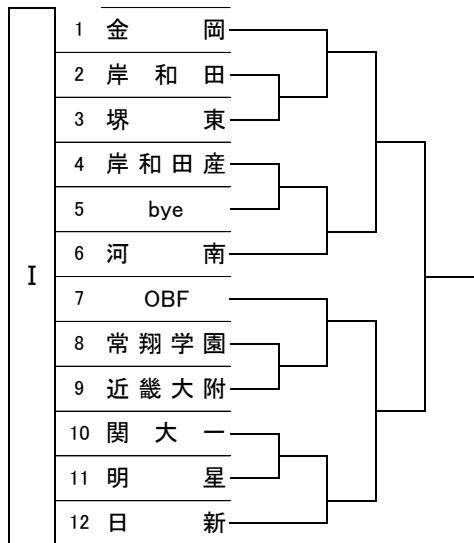 1 金岡
2 岸和田
3 堺東
4 岸和田産
5 bye
6 河南
I
7 OBF
8 常翔学園
9 近畿大附
10 関大一
11 明星
12 日新